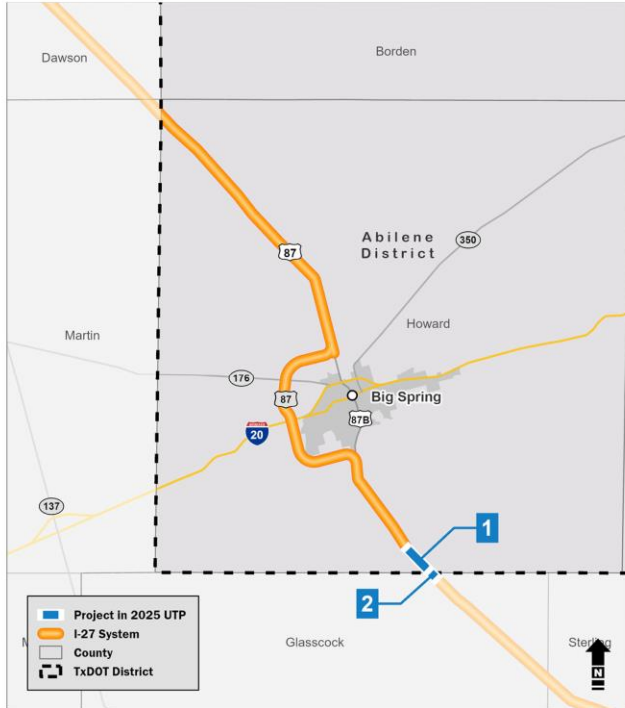 Dawson
Borden
87
Abilene
District
350
Martin
Howard
176
87
Big Spring
87B
20
137
1
2
Project in 2025 UTP
I-27 System
County
TxDOT District
Glasscock
Sterling
N